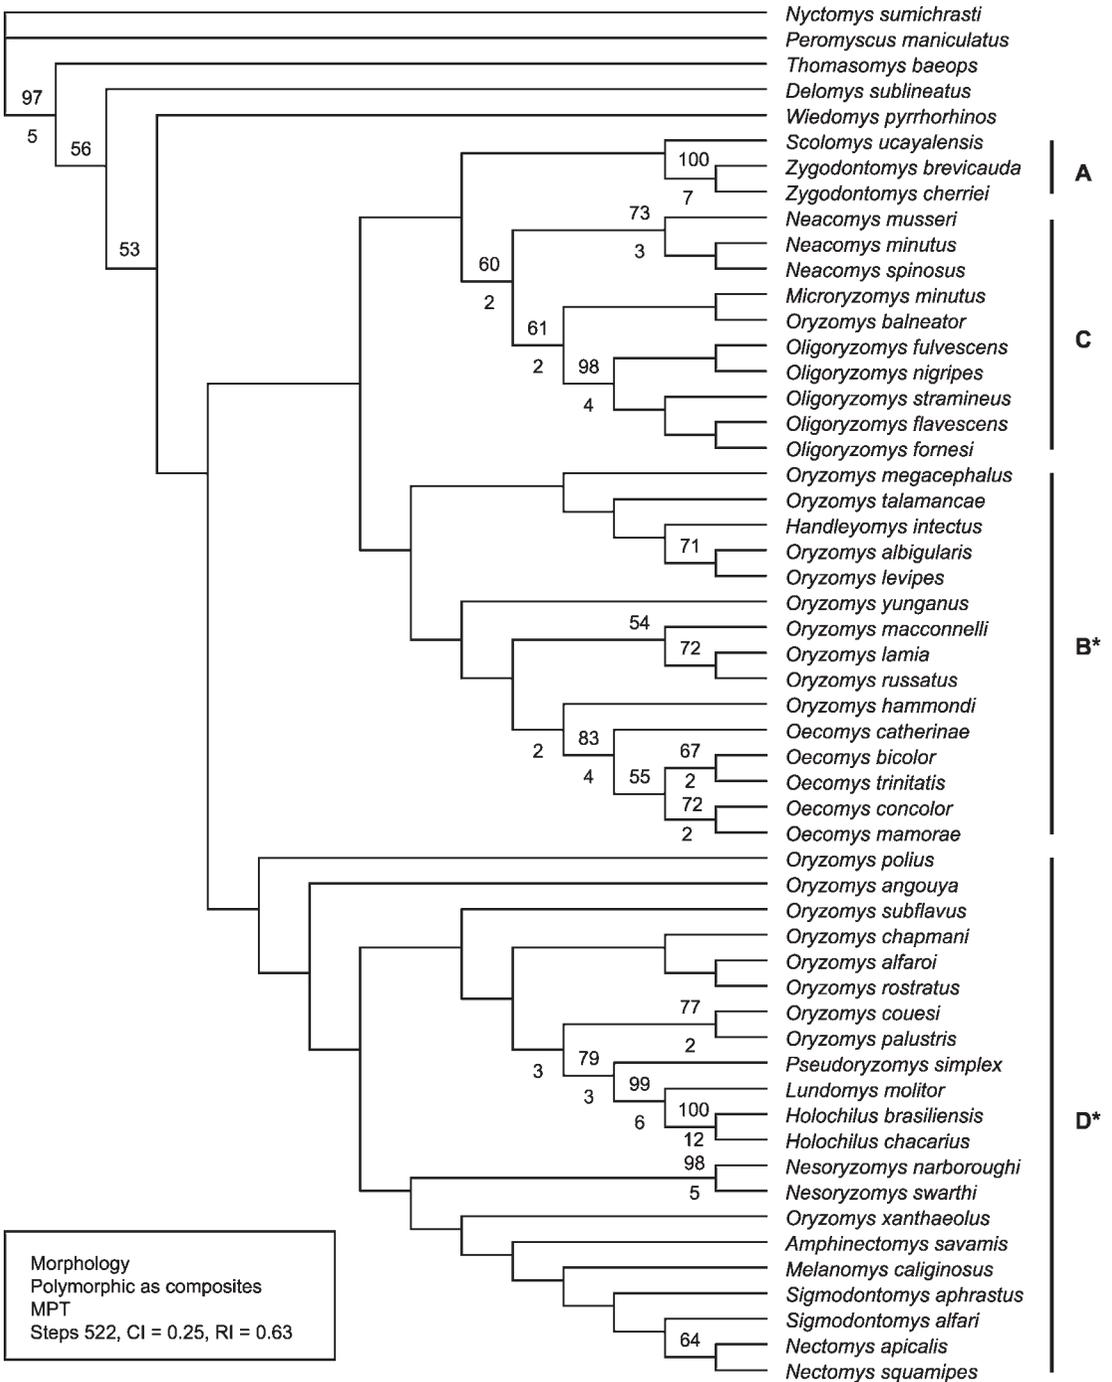 Nyctomys sumichrasti
Peromyscus maniculatus
Thomasomys baeops
97
Delomys sublineatus
Wiedomys pyrrhorhinos
5
56
Scolomys ucayalensis
100
Zygodontomys brevicauda
A
7
Zygodontomys cherriei
73
Neacomys musseri
53
3
Neacomys minutus
60
Neacomys spinosus
2
Microryzomys minutus
61
Oryzomys balneator
C
2
98
Oligoryzomys fulvescens
Oligoryzomys nigripes
4
Oligoryzomys stramineus
Oligoryzomys flavescens
Oligoryzomys fornesi
Oryzomys megacephalus
Oryzomys talamancae
Handleyomys intectus
71
Oryzomys albigularis
Oryzomys levipes
Oryzomys yunganus
54
Oryzomys macconnelli
72
Oryzomys lamia
B*
Oryzomys russatus
Oryzomys hammondi
2
83
Oecomys catherinae
67
Oecomys bicolor
4
55
2
Oecomys trinitatis
72
Oecomys concolor
2
Oecomys mamorae
Oryzomys polius
Oryzomys angouya
Oryzomys subflavus
Oryzomys chapmani
Oryzomys alfaroi
Oryzomys rostratus
77
Oryzomys couesi
2
Oryzomys palustris
3
79
Pseudoryzomys simplex
3
99
Lundomys molitor
6
100
Holochilus brasiliensis
D*
12
Holochilus chacarius
98
Nesoryzomys narboroughi
5
Nesoryzomys swarthi
Oryzomys xanthaeolus
Amphinectomys savamis
Melanomys caliginosus
Sigmodontomys aphrastus
Sigmodontomys alfari
64
Nectomys apicalis
Nectomys squamipes
Morphology
Polymorphic as composites
MPT
Steps 522, CI = 0.25, RI = 0.63